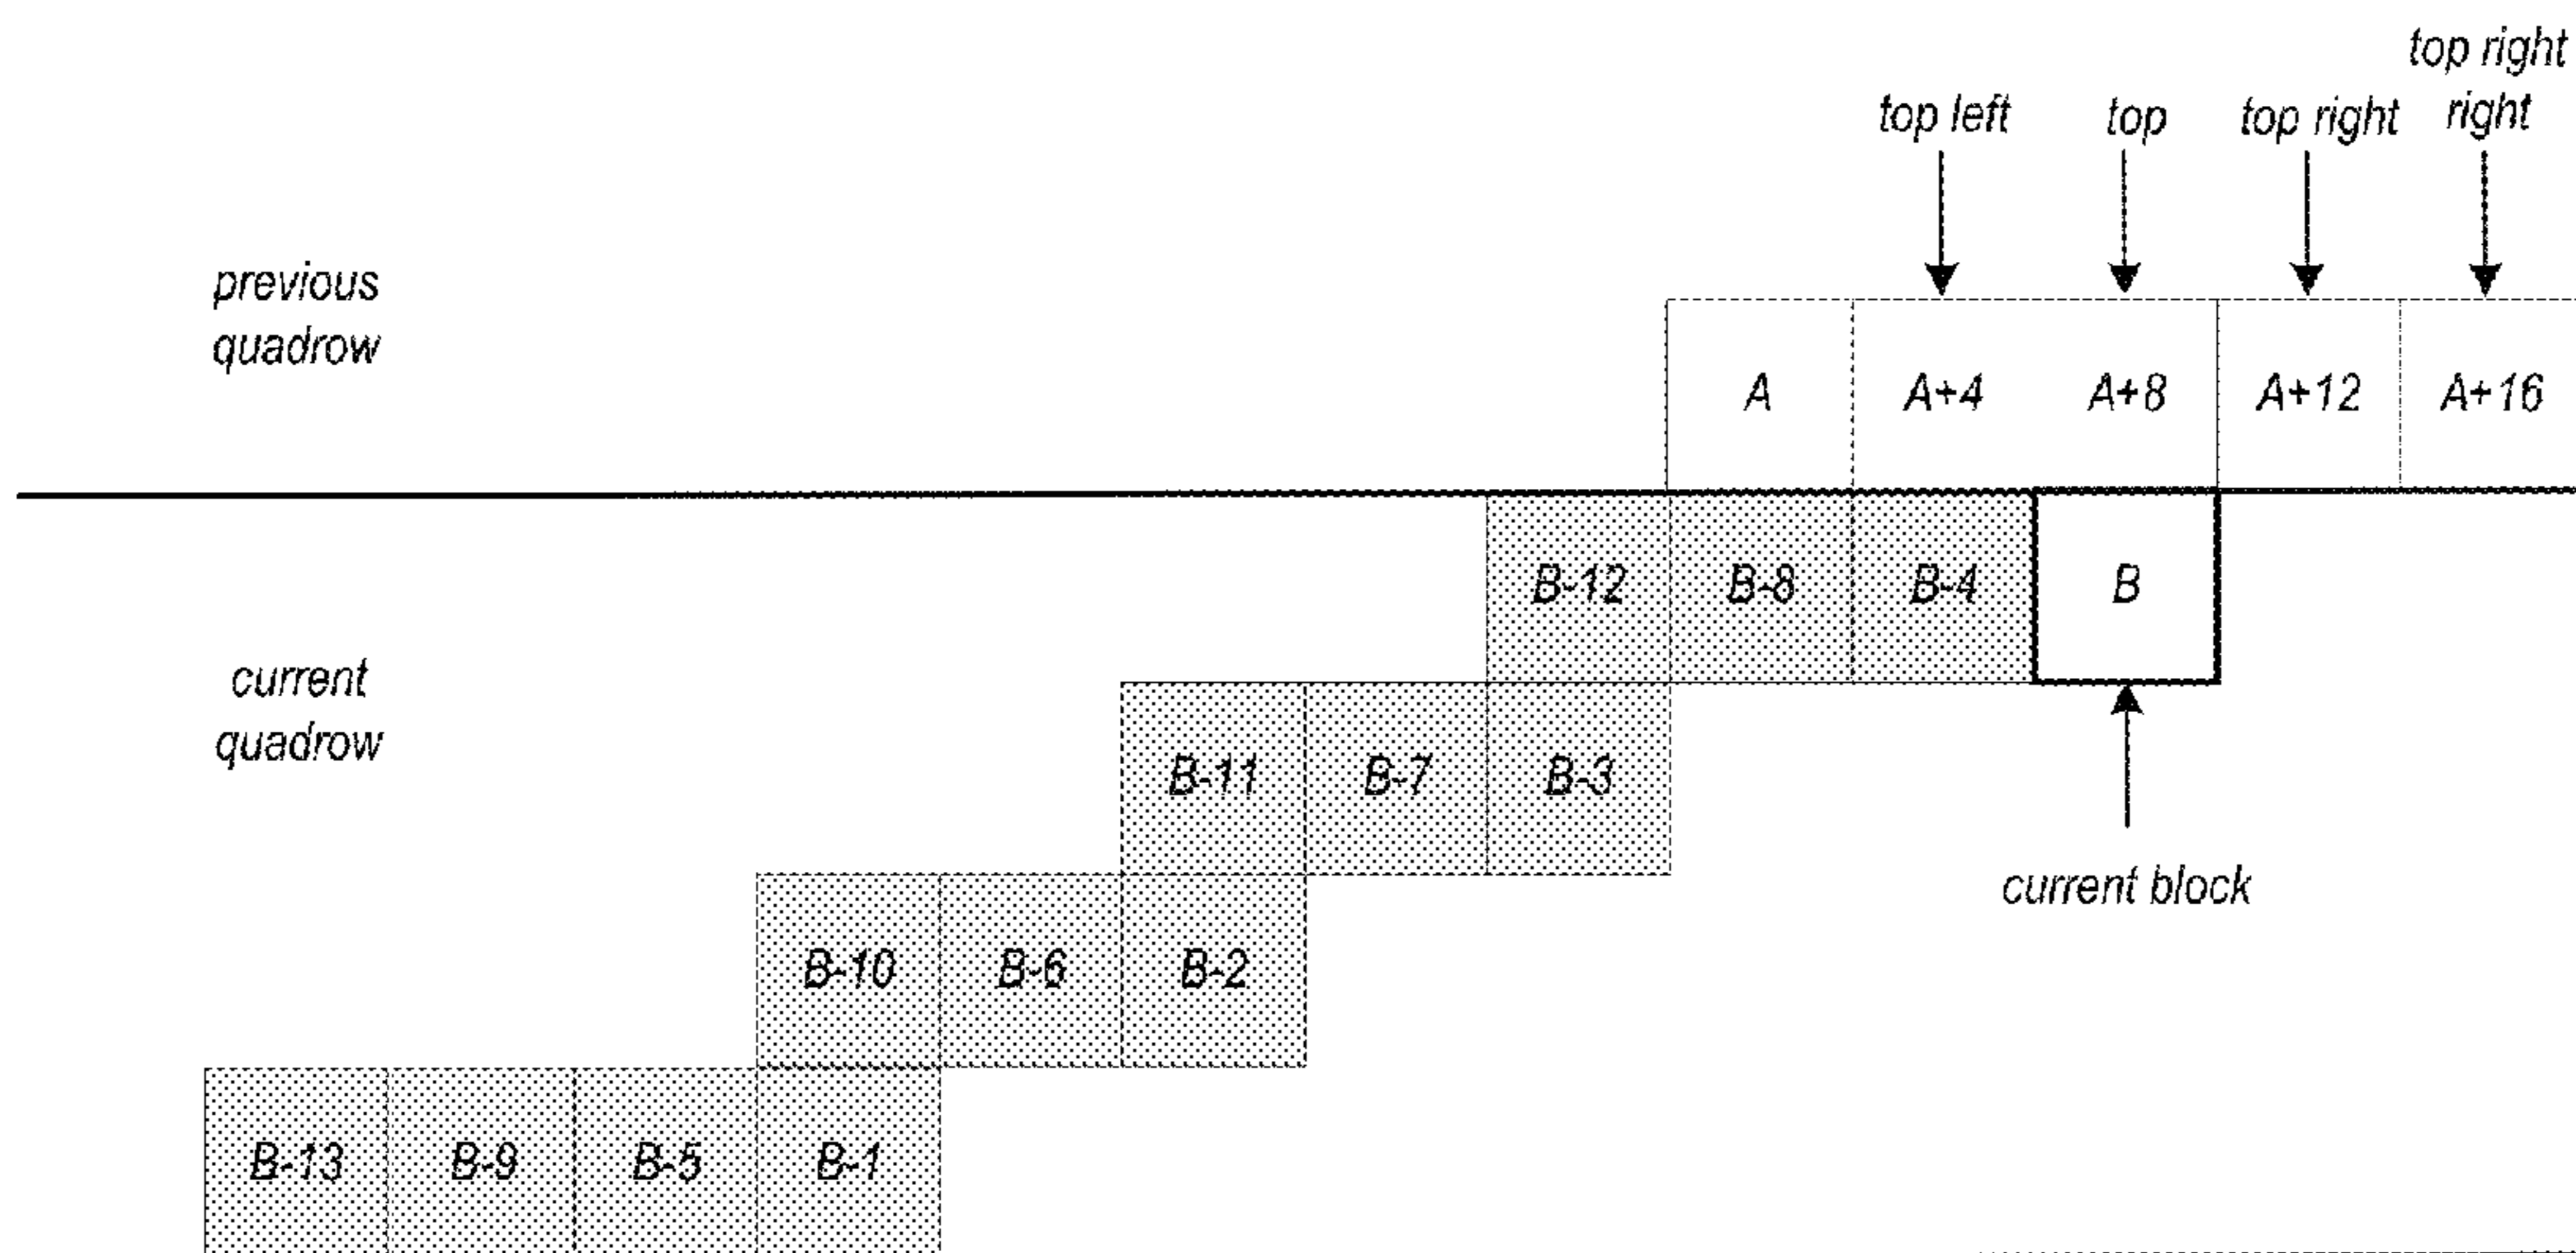 top right
right
top left
top
top right
previous
quadrow
A
A+4
A+8
A+12
A+16
B-12
B-8
B-4
B
current
quadrow
B-11
B-7
B-3
current block
B-10
B-6
B-2
B-13
B-9
B-5
B-1